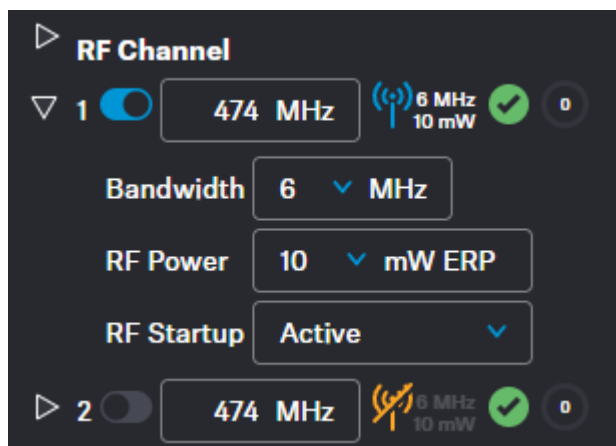 RF Channel
1 474 MHz 6 MHz 0
10 mW
Bandwidth 6 MHz
RF Power 10 mW ERP
RF Startup Active
2 474 MHz 6 MHz 0
10 mW